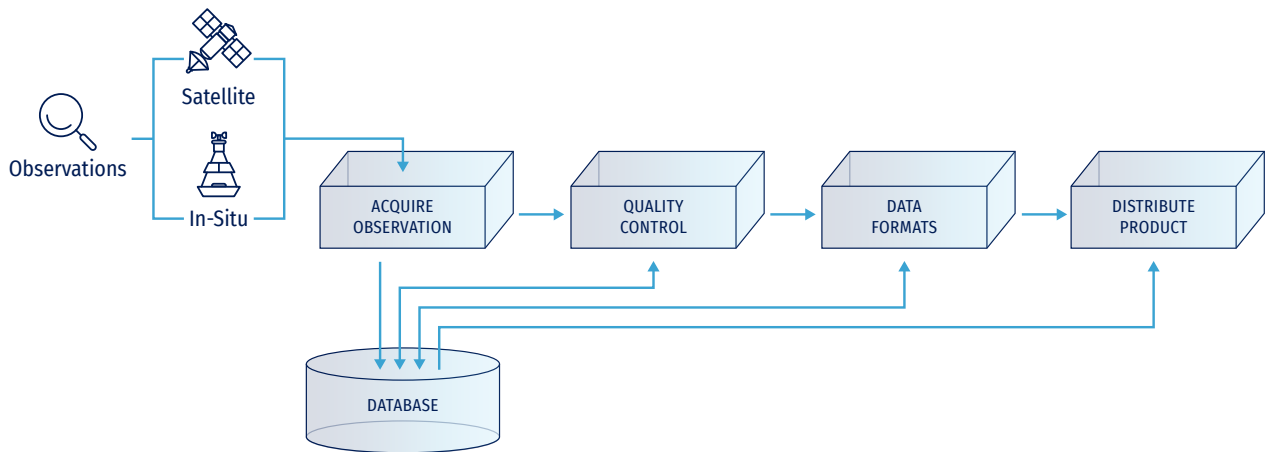 Satellite
Observations
In-Situ
ACQUIRE
OBSERVATION
QUALITY
CONTROL
DATA
FORMATS
DISTRIBUTE
PRODUCT
DATABASE